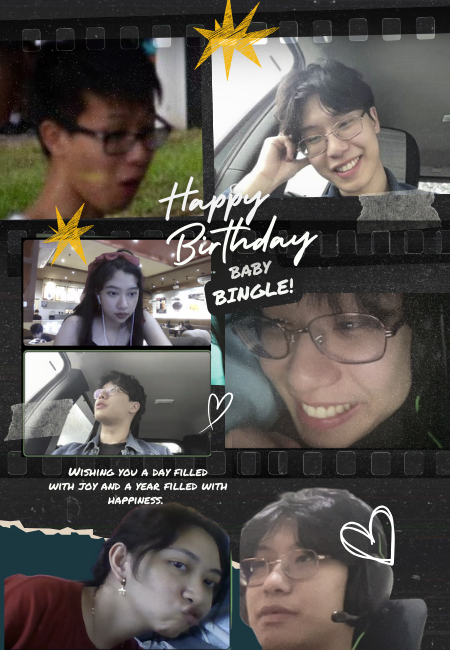 Happy
Birthday
BABY
BINGLE!
WISHING YOU A DAY FILLED
WITH JOY AND A YEAR FILLED WITH
HAPPINESS.